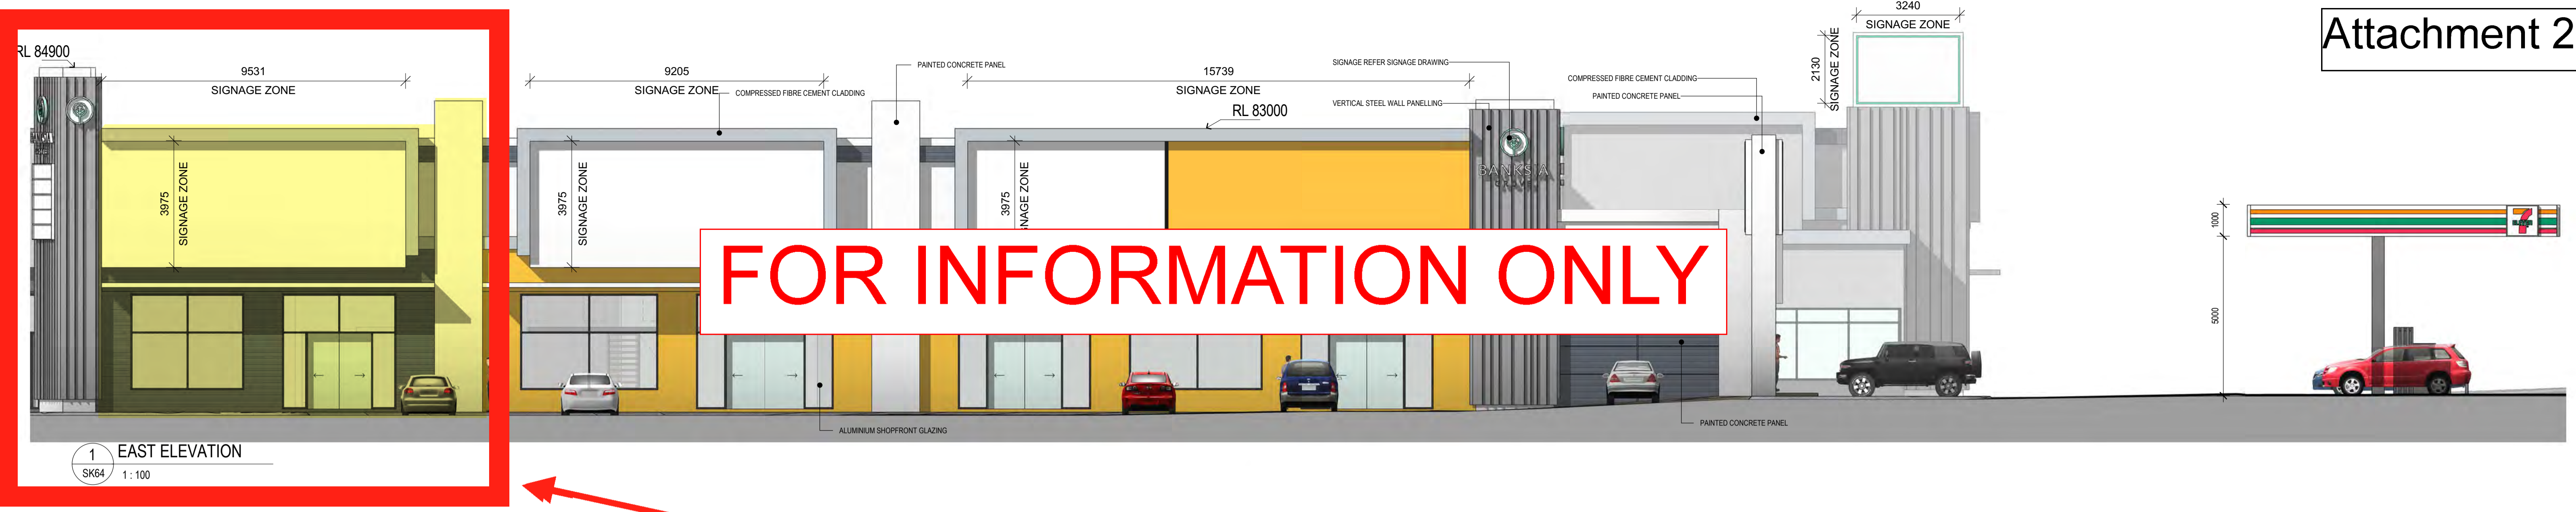 RL 84900
9531
SIGNAGE ZONE
3975
SIGNAGE ZONE
9205
SIGNAGE ZONE
COMPRESSED FIBRE CEMENT CLADDING
3975
SIGNAGE ZONE
PAINTED CONCRETE PANEL
15739
SIGNAGE ZONE
RL 83000
3975
SIGNAGE REFER SIGNAGE DRAWING
VERTICAL STEEL WALL PANELLING
BANKSIA
GROVE
COMPRESSED FIBRE CEMENT CLADDING
PAINTED CONCRETE PANEL
3240
SIGNAGE ZONE
2130
SIGNAGE ZONE
Attachment 2
FOR INFORMATION ONLY
1000
5000
7
ALUMINIUM SHOPFRONT GLAZING
PAINTED CONCRETE PANEL
1
SK64
EAST ELEVATION
1 : 100